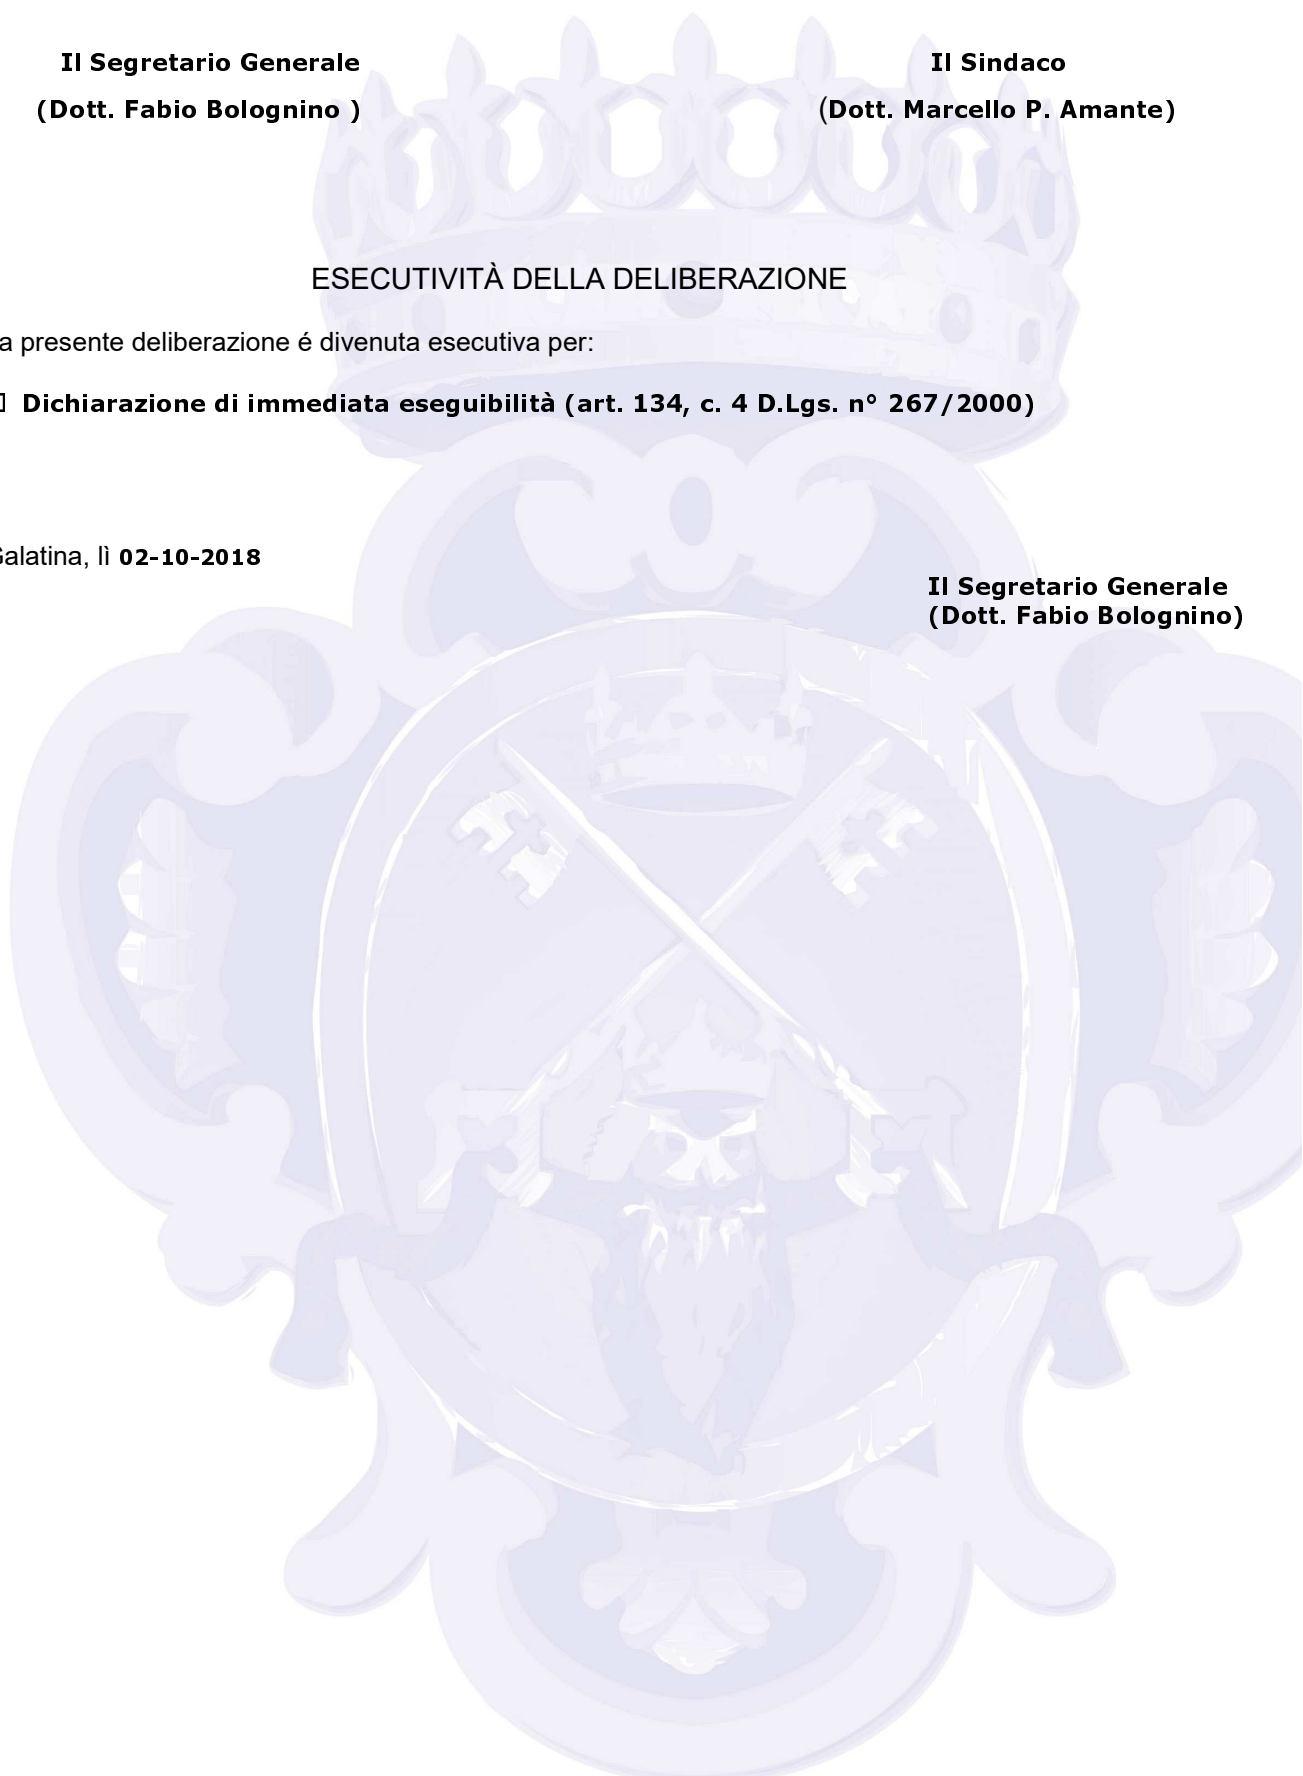 Il Segretario Generale Il Sindaco
(Dott. Fabio Bolognino ) (Dott. Marcello P. Amante)
ESECUTIVITÀ DELLA DELIBERAZIONE
a presente deliberazione é divenuta esecutiva per:
Dichiarazione di immediata eseguibilità (art. 134, c. 4 D.Lgs. n° 267/2000)
Galatina, lì 02-10-2018
Il Segretario Generale
(Dott. Fabio Bolognino)